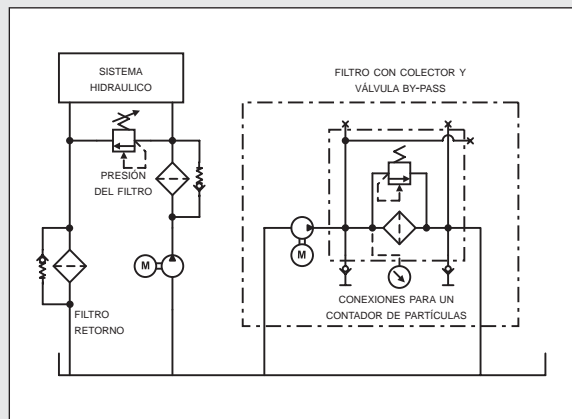 SISTEMA
HIDRAULICO
FILTRO CON COLECTOR Y
VÁLVULA BY-PASS
PRESIÓN
DEL FILTRO
M
M
CONEXIONES PARA UN
CONTADOR DE PARTÍCULAS
FILTRO
RETORNO